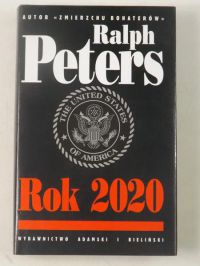 AUTOR »ZMIERZCHU BOHATERÓW«
Ralph
Peters
THE UNITED STATES
OF AMERICA
Rok 2020
WYDAWNICTWO ADAMSKI I BIELIŃSKI